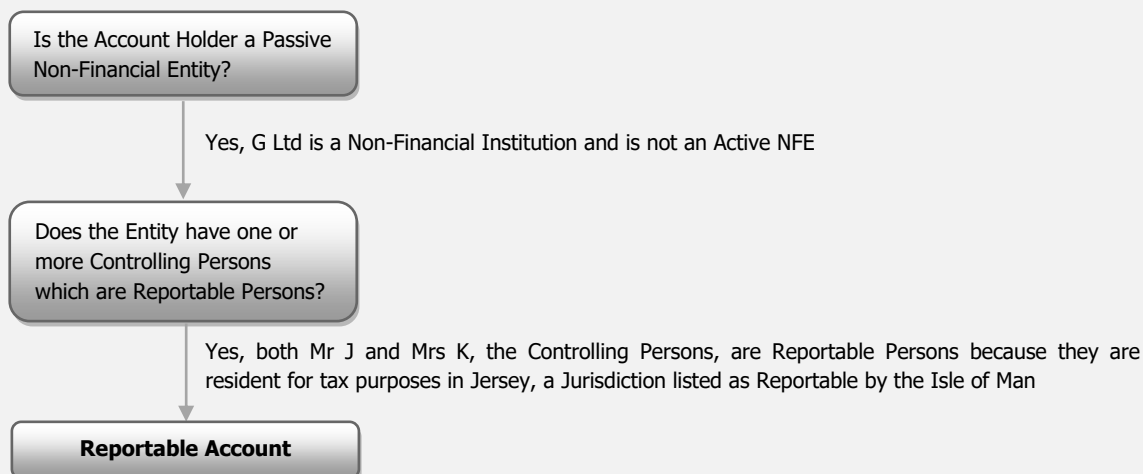 Is the Account Holder a Passive
Non-Financial Entity?
Yes, G Ltd is a Non-Financial Institution and is not an Active NFE
Does the Entity have one or
more Controlling Persons
which are Reportable Persons?
Yes, both Mr J and Mrs K, the Controlling Persons, are Reportable Persons because they are
resident for tax purposes in Jersey, a Jurisdiction listed as Reportable by the Isle of Man
Reportable Account